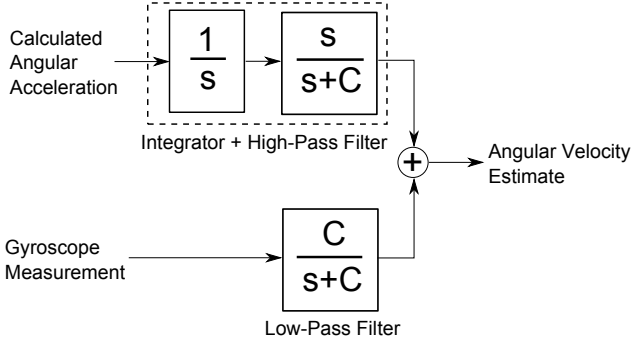 Calculated
Angular
Acceleration
1
s
s
s+C
Integrator + High-Pass Filter
+
Angular Velocity
Estimate
Gyroscope
Measurement
C
s+C
Low-Pass Filter